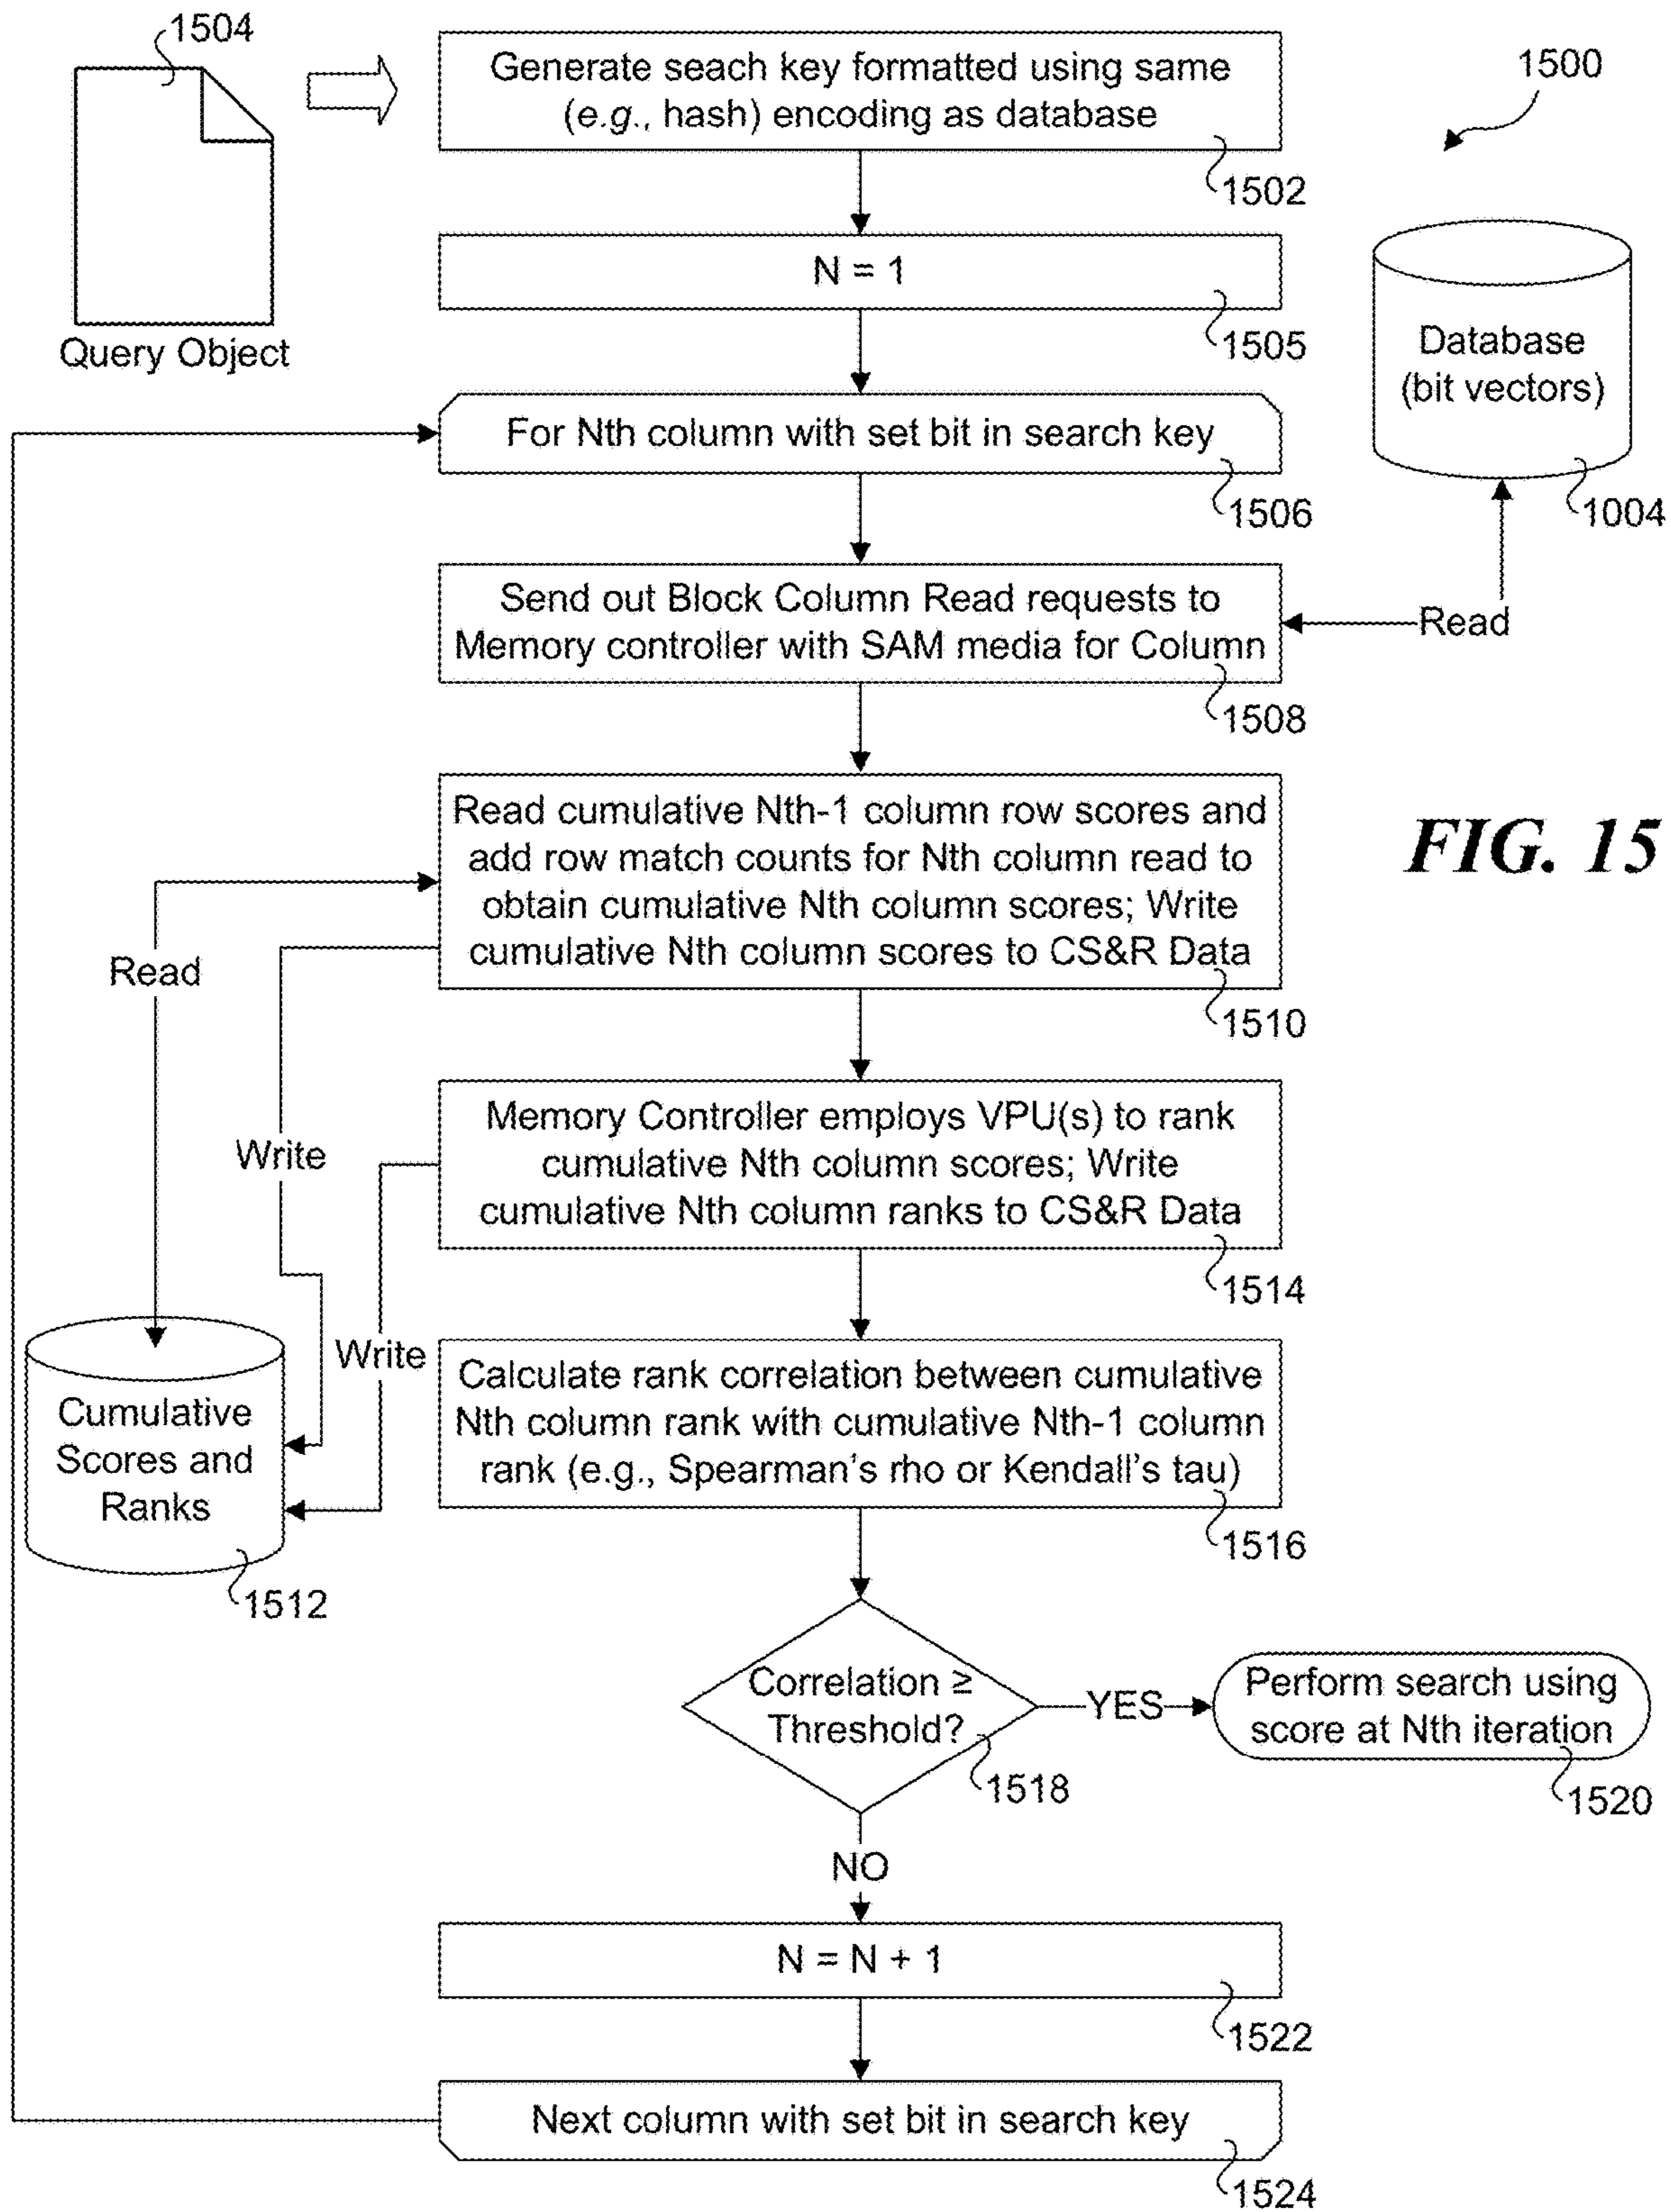 1504
Generate seach key formatted using same
(e.g., hash) encoding as database
1502
1500
Query Object
N = 1
1505
Database
(bit vectors)
1004
For Nth column with set bit in search key
1506
Send out Block Column Read requests to
Memory controller with SAM media for Column
1508
Read
Read cumulative Nth-1 column row scores and
add row match counts for Nth column read to
obtain cumulative Nth column scores; Write
cumulative Nth column scores to CS&R Data
1510
FIG. 15
Read
Write
Memory Controller employs VPU(s) to rank
cumulative Nth column scores; Write
cumulative Nth column ranks to CS&R Data
1514
Write
Cumulative
Scores and
Ranks
1512
Calculate rank correlation between cumulative
Nth column rank with cumulative Nth-1 column
rank (e.g., Spearman's rho or Kendall's tau)
1516
Correlation ≥
Threshold?
1518
YES
Perform search using
score at Nth iteration
1520
NO
N = N + 1
1522
Next column with set bit in search key
1524